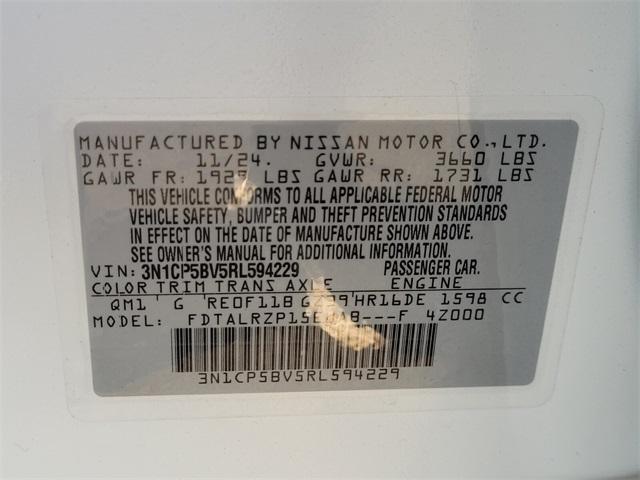 MANUFACTURED BY NISSAN MOTOR CO., LTD.
DATE: 11/24. GVWR: 3660 LBS
GAWR FR: 1929 LBS GAWR RR: 1731 LBS
THIS VEHICLE CONFORMS TO ALL APPLICABLE FEDERAL MOTOR
VEHICLE SAFETY, BUMPER AND THEFT PREVENTION STANDARDS
IN EFFECT ON THE DATE OF MANUFACTURE SHOWN ABOVE.
SEE OWNER'S MANUAL FOR ADDITIONAL INFORMATION.
VIN: 3N1CP5BV5RL594229 PASSENGER CAR.
COLOR TRIM TRANS AXLE ENGINE
QM1 G RE0F11B HR16DE 1598 CC
MODEL: 4Z000
3N1CP5BV5RL594229